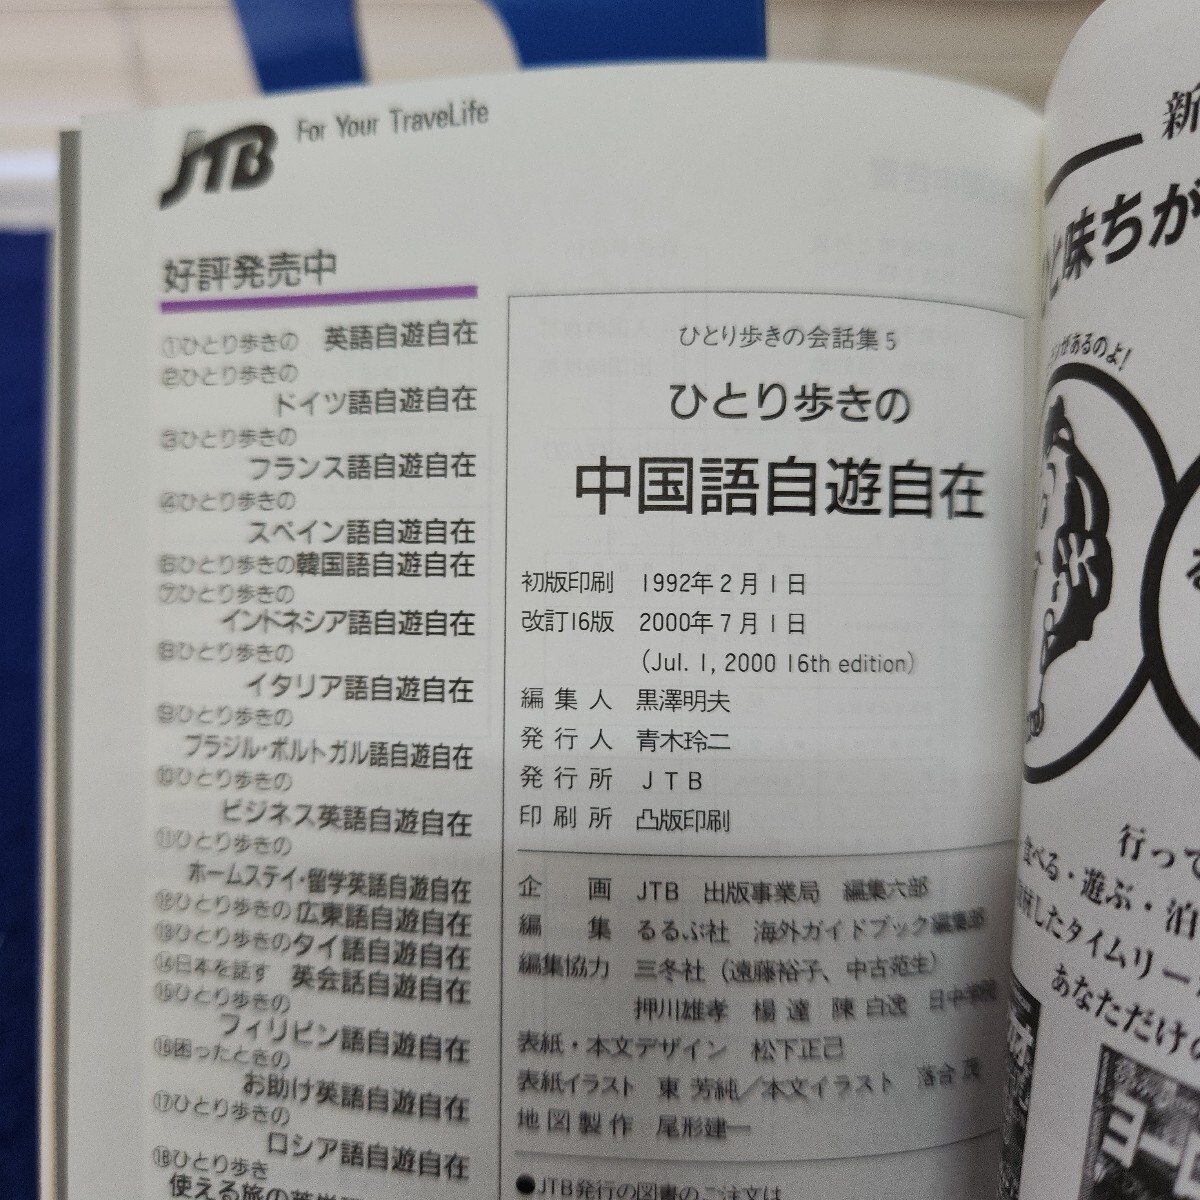 JTB For Your TraveLife
好評発売中
①ひとり歩きの 英語自遊自在
②ひとり歩きの
ドイツ語自遊自在
③ひとり歩きの
フランス語自遊自在
④ひとり歩きの
スペイン語自遊自在
⑥ひとり歩きの韓国語自遊自在
⑦ひとり歩きの
インドネシア語自遊自在
⑧ひとり歩きの
イタリア語自遊自在
⑨ひとり歩きの
ブラジル・ポルトガル語自遊自在
⑩ひとり歩きの
ビジネス英語自遊自在
⑪ひとり歩きの
ホームステイ・留学英語自遊自在
⑫ひとり歩きの広東語自遊自在
⑬ひとり歩きのタイ語自遊自在
⑭日本を話す 英会話自遊自在
⑮ひとり歩きの
フィリピン語自遊自在
⑯困ったときの
お助け英語自遊自在
⑰ひとり歩きの
ロシア語自遊自在
⑱ひとり歩き
使える旅の英
ひとり歩きの会話集5
ひとり歩きの
中国語自遊自在
初版印刷 1992年2月1日
改訂16版 2000年7月1日
(Jul. 1, 2000 16th edition)
編集人 黒澤明夫
発行人 青木玲二
発行所 JTB
印刷所 凸版印刷
企画 JTB 出版事業局 編集六部
編集 るるぶ社 海外ガイドブック編集部
編集協力 三冬社(遠藤裕子、中古苑生)
押川雄孝 楊達 陳白逸 日中学院
表紙・本文デザイン 松下正己
表紙イラスト 東芳純／本文イラスト 落合茂
地図製作 尾形建一
●JTB発行の図書のご注文は
新
ひと味ちが
があるのよ!
行って
食べる・遊ぶ・泊
材したタイムリー
あなただけの
ヨーロ